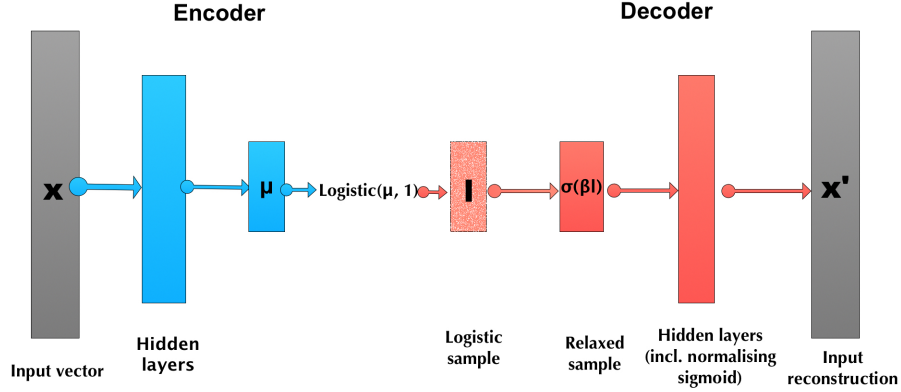 Encoder
Decoder
x
μ
Logistic(μ, 1)
l
σ(βl)
x'
Input vector
Hidden
layers
Logistic
sample
Relaxed
sample
Hidden layers
(incl. normalising
sigmoid)
Input
reconstruction